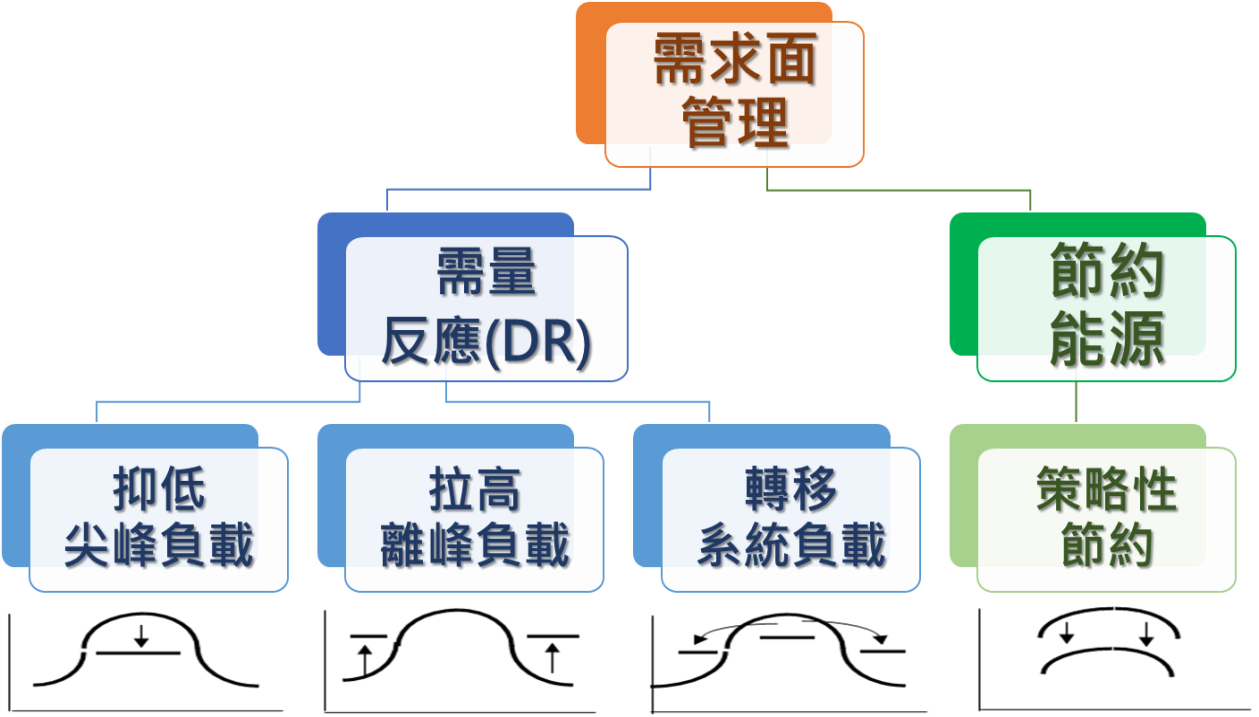 需求面
管理
需量
反應(DR)
節約
能源
抑低
尖峰負載
拉高
離峰負載
轉移
系統負載
策略性
節約